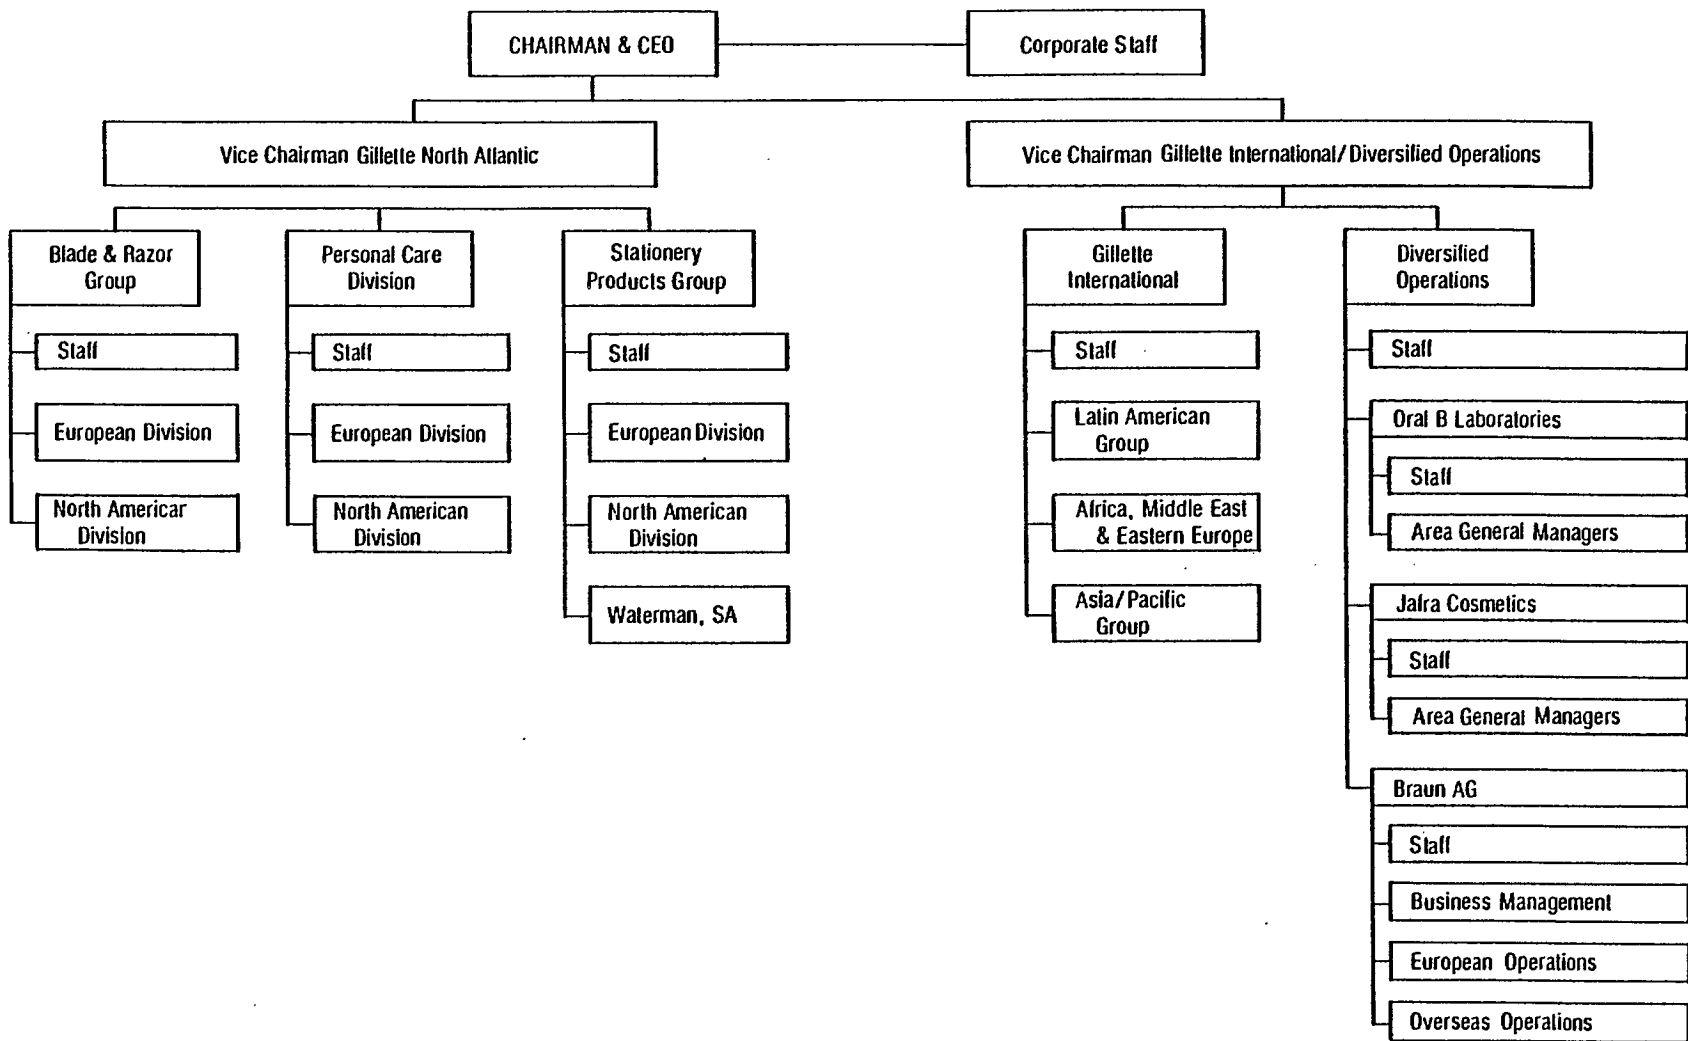 CHAIRMAN & CEO
Corporate Staff
Vice Chairman Gillette North Atlantic
Vice Chairman Gillette International/Diversified Operations
Blade & Razor
Group
Staff
European Division
North American
Division
Personal Care
Division
Staff
European Division
North American
Division
Stationery
Products Group
Staff
European Division
North American
Division
Waterman, SA
Gillette
International
Staff
Latin American
Group
Africa, Middle East
& Eastern Europe
Asia/Pacific
Group
Diversified
Operations
Staff
Oral B Laboratories
Staff
Area General Managers
Jafra Cosmetics
Staff
Area General Managers
Braun AG
Staff
Business Management
European Operations
Overseas Operations